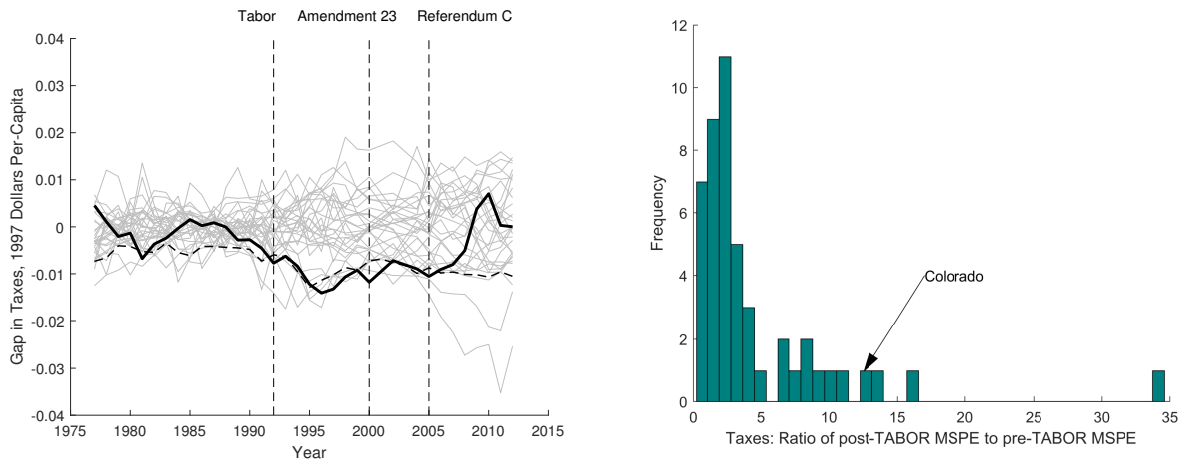 Tabor Amendment 23 Referendum C
0.04
0.03
0.02
0.01
0
-0.01
-0.02
-0.03
-0.04
Gap in Taxes, 1997 Dollars Per-Capita
1975 1980 1985 1990 1995 2000 2005 2010 2015
Year
12
10
8
6
4
2
0
Frequency
Colorado
0 5 10 15 20 25 30 35
Taxes: Ratio of post-TABOR MSPE to pre-TABOR MSPE